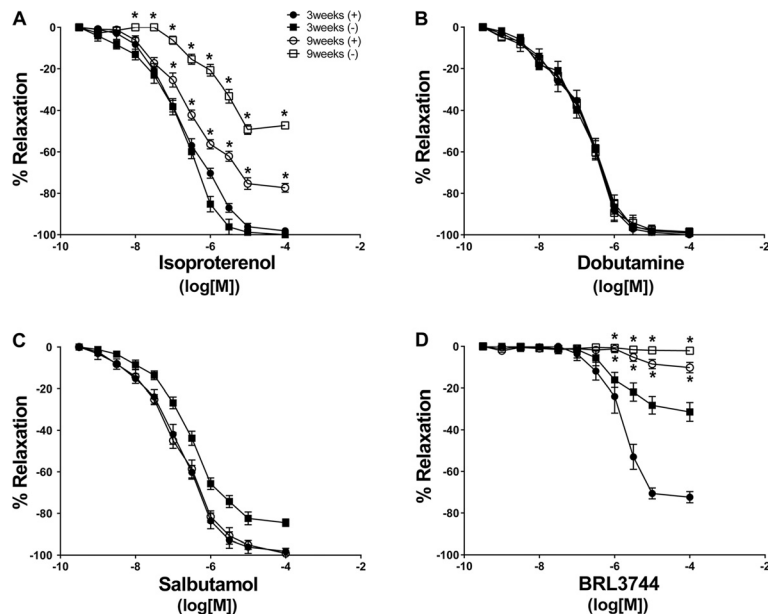 A
3weeks (+)
3weeks (-)
9weeks (+)
9weeks (-)
0
-20
-40
-60
-80
-100
% Relaxation
* * * * * * * *
* * * * * *
-10 -8 -6 -4 -2
Isoproterenol
(log[M])
B
0
-20
-40
-60
-80
-100
% Relaxation
-10 -8 -6 -4 -2
Dobutamine
(log[M])
C
0
-20
-40
-60
-80
-100
% Relaxation
-10 -8 -6 -4 -2
Salbutamol
(log[M])
D
0
-20
-40
-60
-80
-100
% Relaxation
* * * *
* * * *
-10 -8 -6 -4 -2
BRL3744
(log[M])